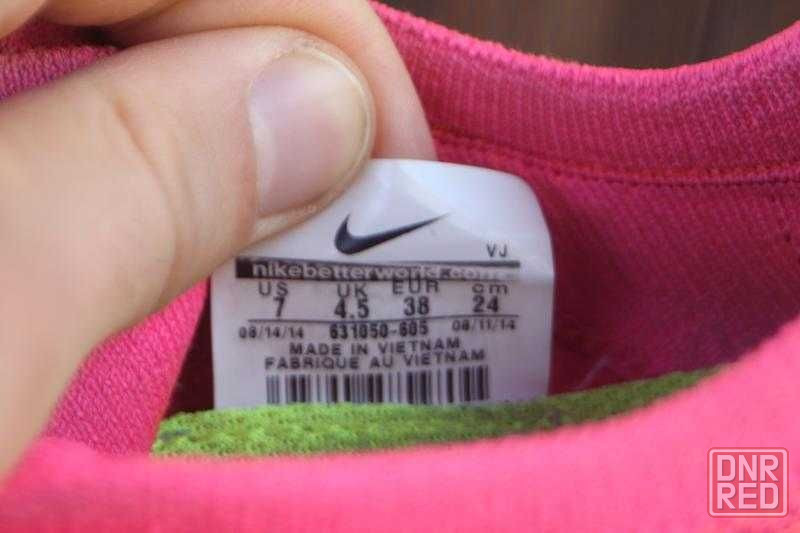 VJ
nikebetterworld.com
US UK EUR cm
7 4.5 38 24
08/14/14 631050-605 08/11/14
MADE IN VIETNAM
FABRIQUE AU VIETNAM
DNR
RED